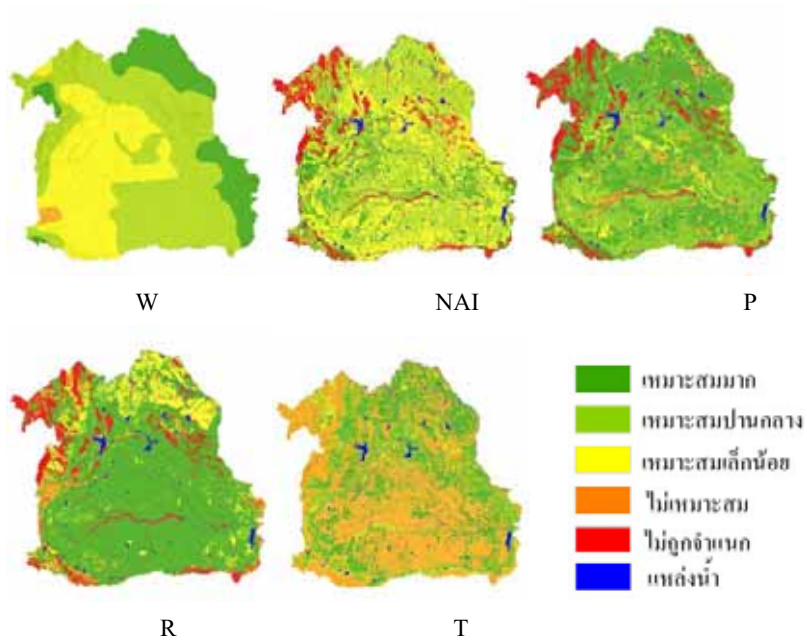 W
NAI
P
เหมาะสมมาก
เหมาะสมปานกลาง
เหมาะสมเล็กน้อย
ไม่เหมาะสม
ไม่ถูกจำแนก
แหล่งน้ำ
R
T